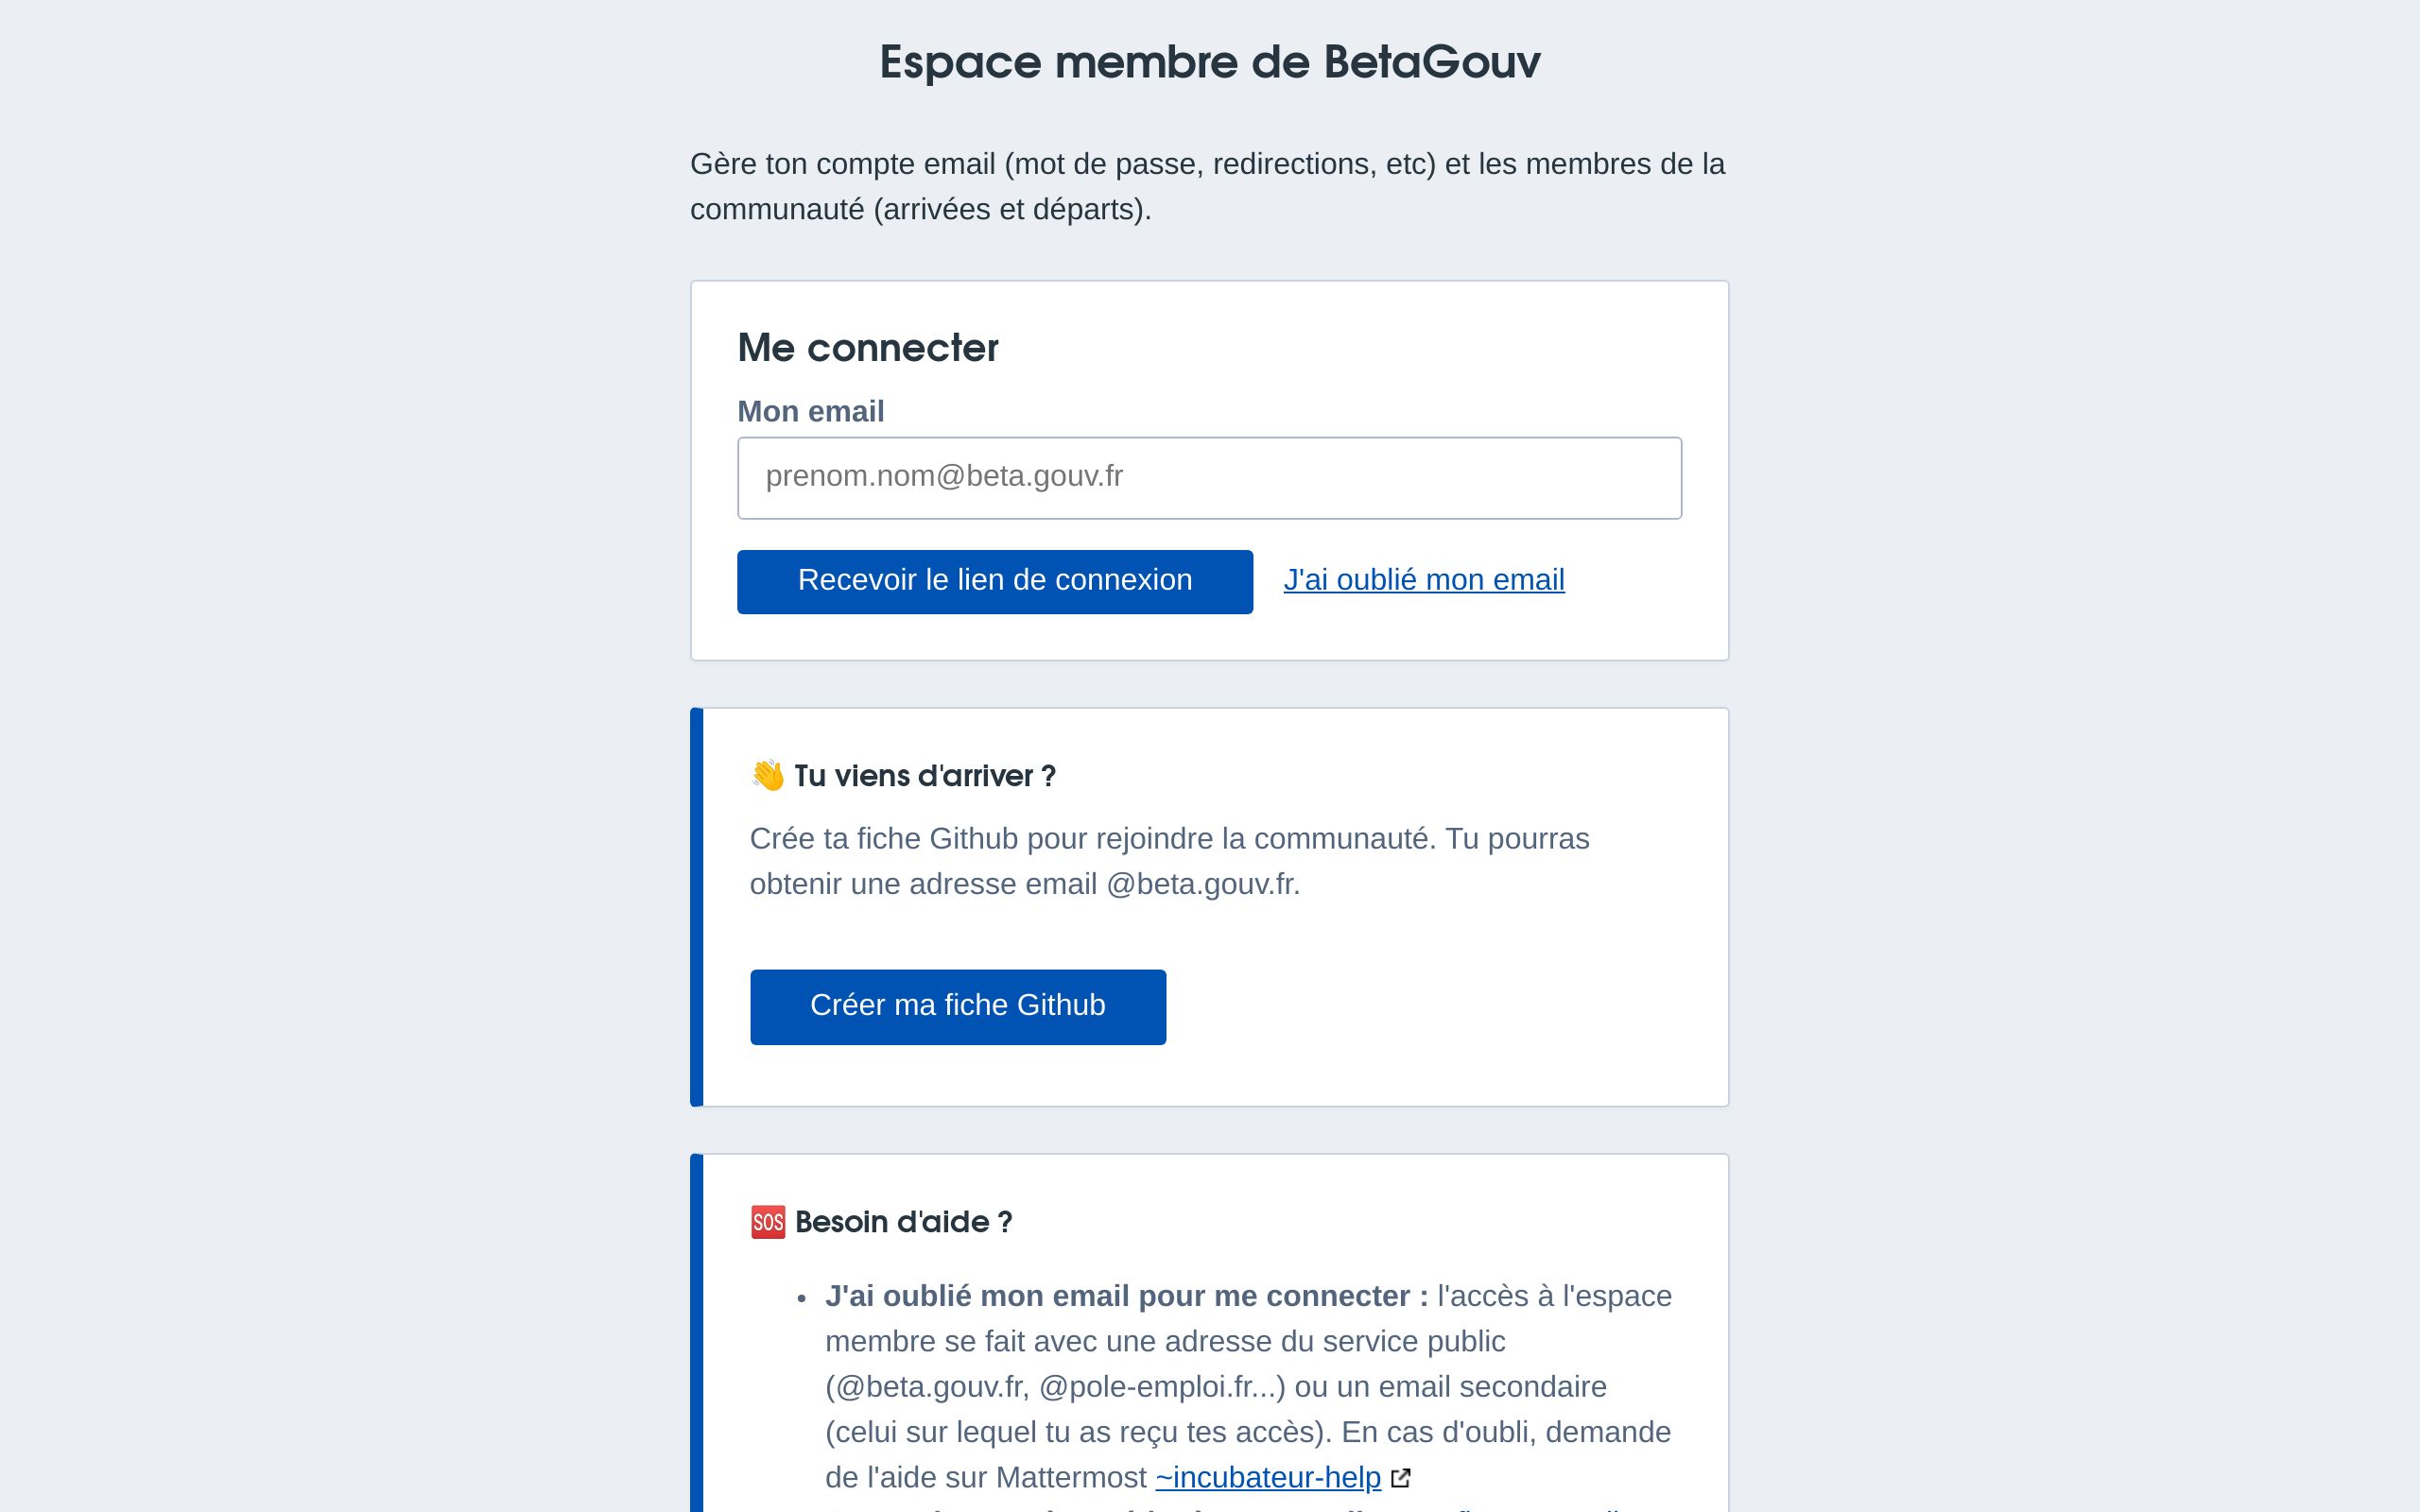 Espace membre de BetaGouv
Gère ton compte email (mot de passe, redirections, etc) et les membres de la
communauté (arrivées et départs).
Me connecter
Mon email
prenom.nom@beta.gouv.fr
Recevoir le lien de connexion
J'ai oublié mon email
👋 Tu viens d'arriver ?
Crée ta fiche Github pour rejoindre la communauté. Tu pourras
obtenir une adresse email @beta.gouv.fr.
Créer ma fiche Github
🆘 Besoin d'aide ?
• J'ai oublié mon email pour me connecter : l'accès à l'espace
membre se fait avec une adresse du service public
(@beta.gouv.fr, @pole-emploi.fr...) ou un email secondaire
(celui sur lequel tu as reçu tes accès). En cas d'oubli, demande
de l'aide sur Mattermost ~incubateur-help